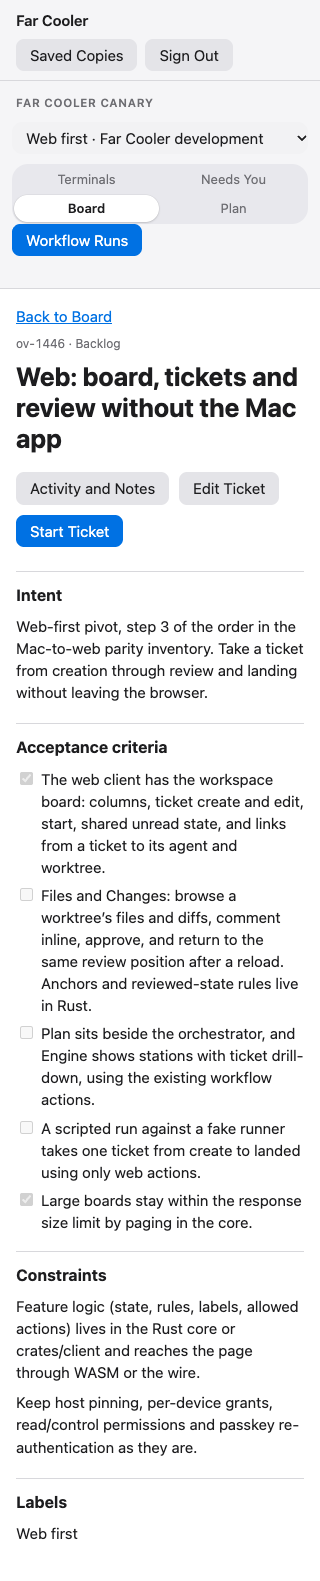 Far Cooler
Saved Copies
Sign Out
FAR COOLER CANARY
Web first · Far Cooler development
Terminals
Needs You
Board
Plan
Workflow Runs
Back to Board
ov-1446 · Backlog
Web: board, tickets and
review without the Mac
app
Activity and Notes
Edit Ticket
Start Ticket
Intent
Web-first pivot, step 3 of the order in the
Mac-to-web parity inventory. Take a ticket
from creation through review and landing
without leaving the browser.
Acceptance criteria
The web client has the workspace
board: columns, ticket create and edit,
start, shared unread state, and links
from a ticket to its agent and
worktree.
Files and Changes: browse a
worktree’s files and diffs, comment
inline, approve, and return to the
same review position after a reload.
Anchors and reviewed-state rules live
in Rust.
Plan sits beside the orchestrator, and
Engine shows stations with ticket drill-
down, using the existing workflow
actions.
A scripted run against a fake runner
takes one ticket from create to landed
using only web actions.
Large boards stay within the response
size limit by paging in the core.
Constraints
Feature logic (state, rules, labels, allowed
actions) lives in the Rust core or
crates/client and reaches the page
through WASM or the wire.
Keep host pinning, per-device grants,
read/control permissions and passkey re-
authentication as they are.
Labels
Web first